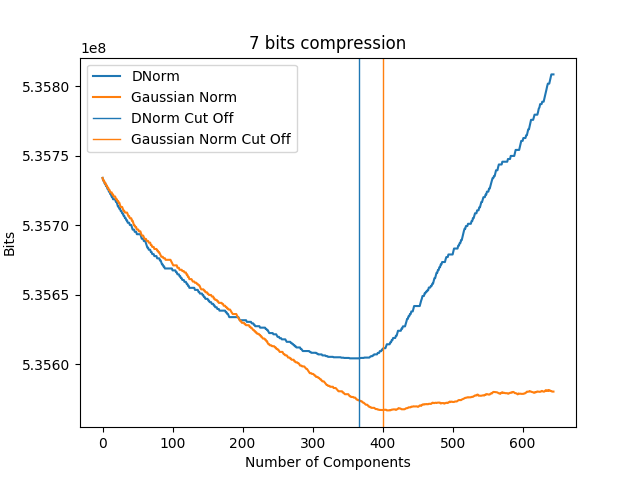 7 bits compression
1e8
DNorm
Gaussian Norm
DNorm Cut Off
Gaussian Norm Cut Off
5.3580
5.3575
5.3570
5.3565
5.3560
Bits
0 100 200 300 400 500 600
Number of Components